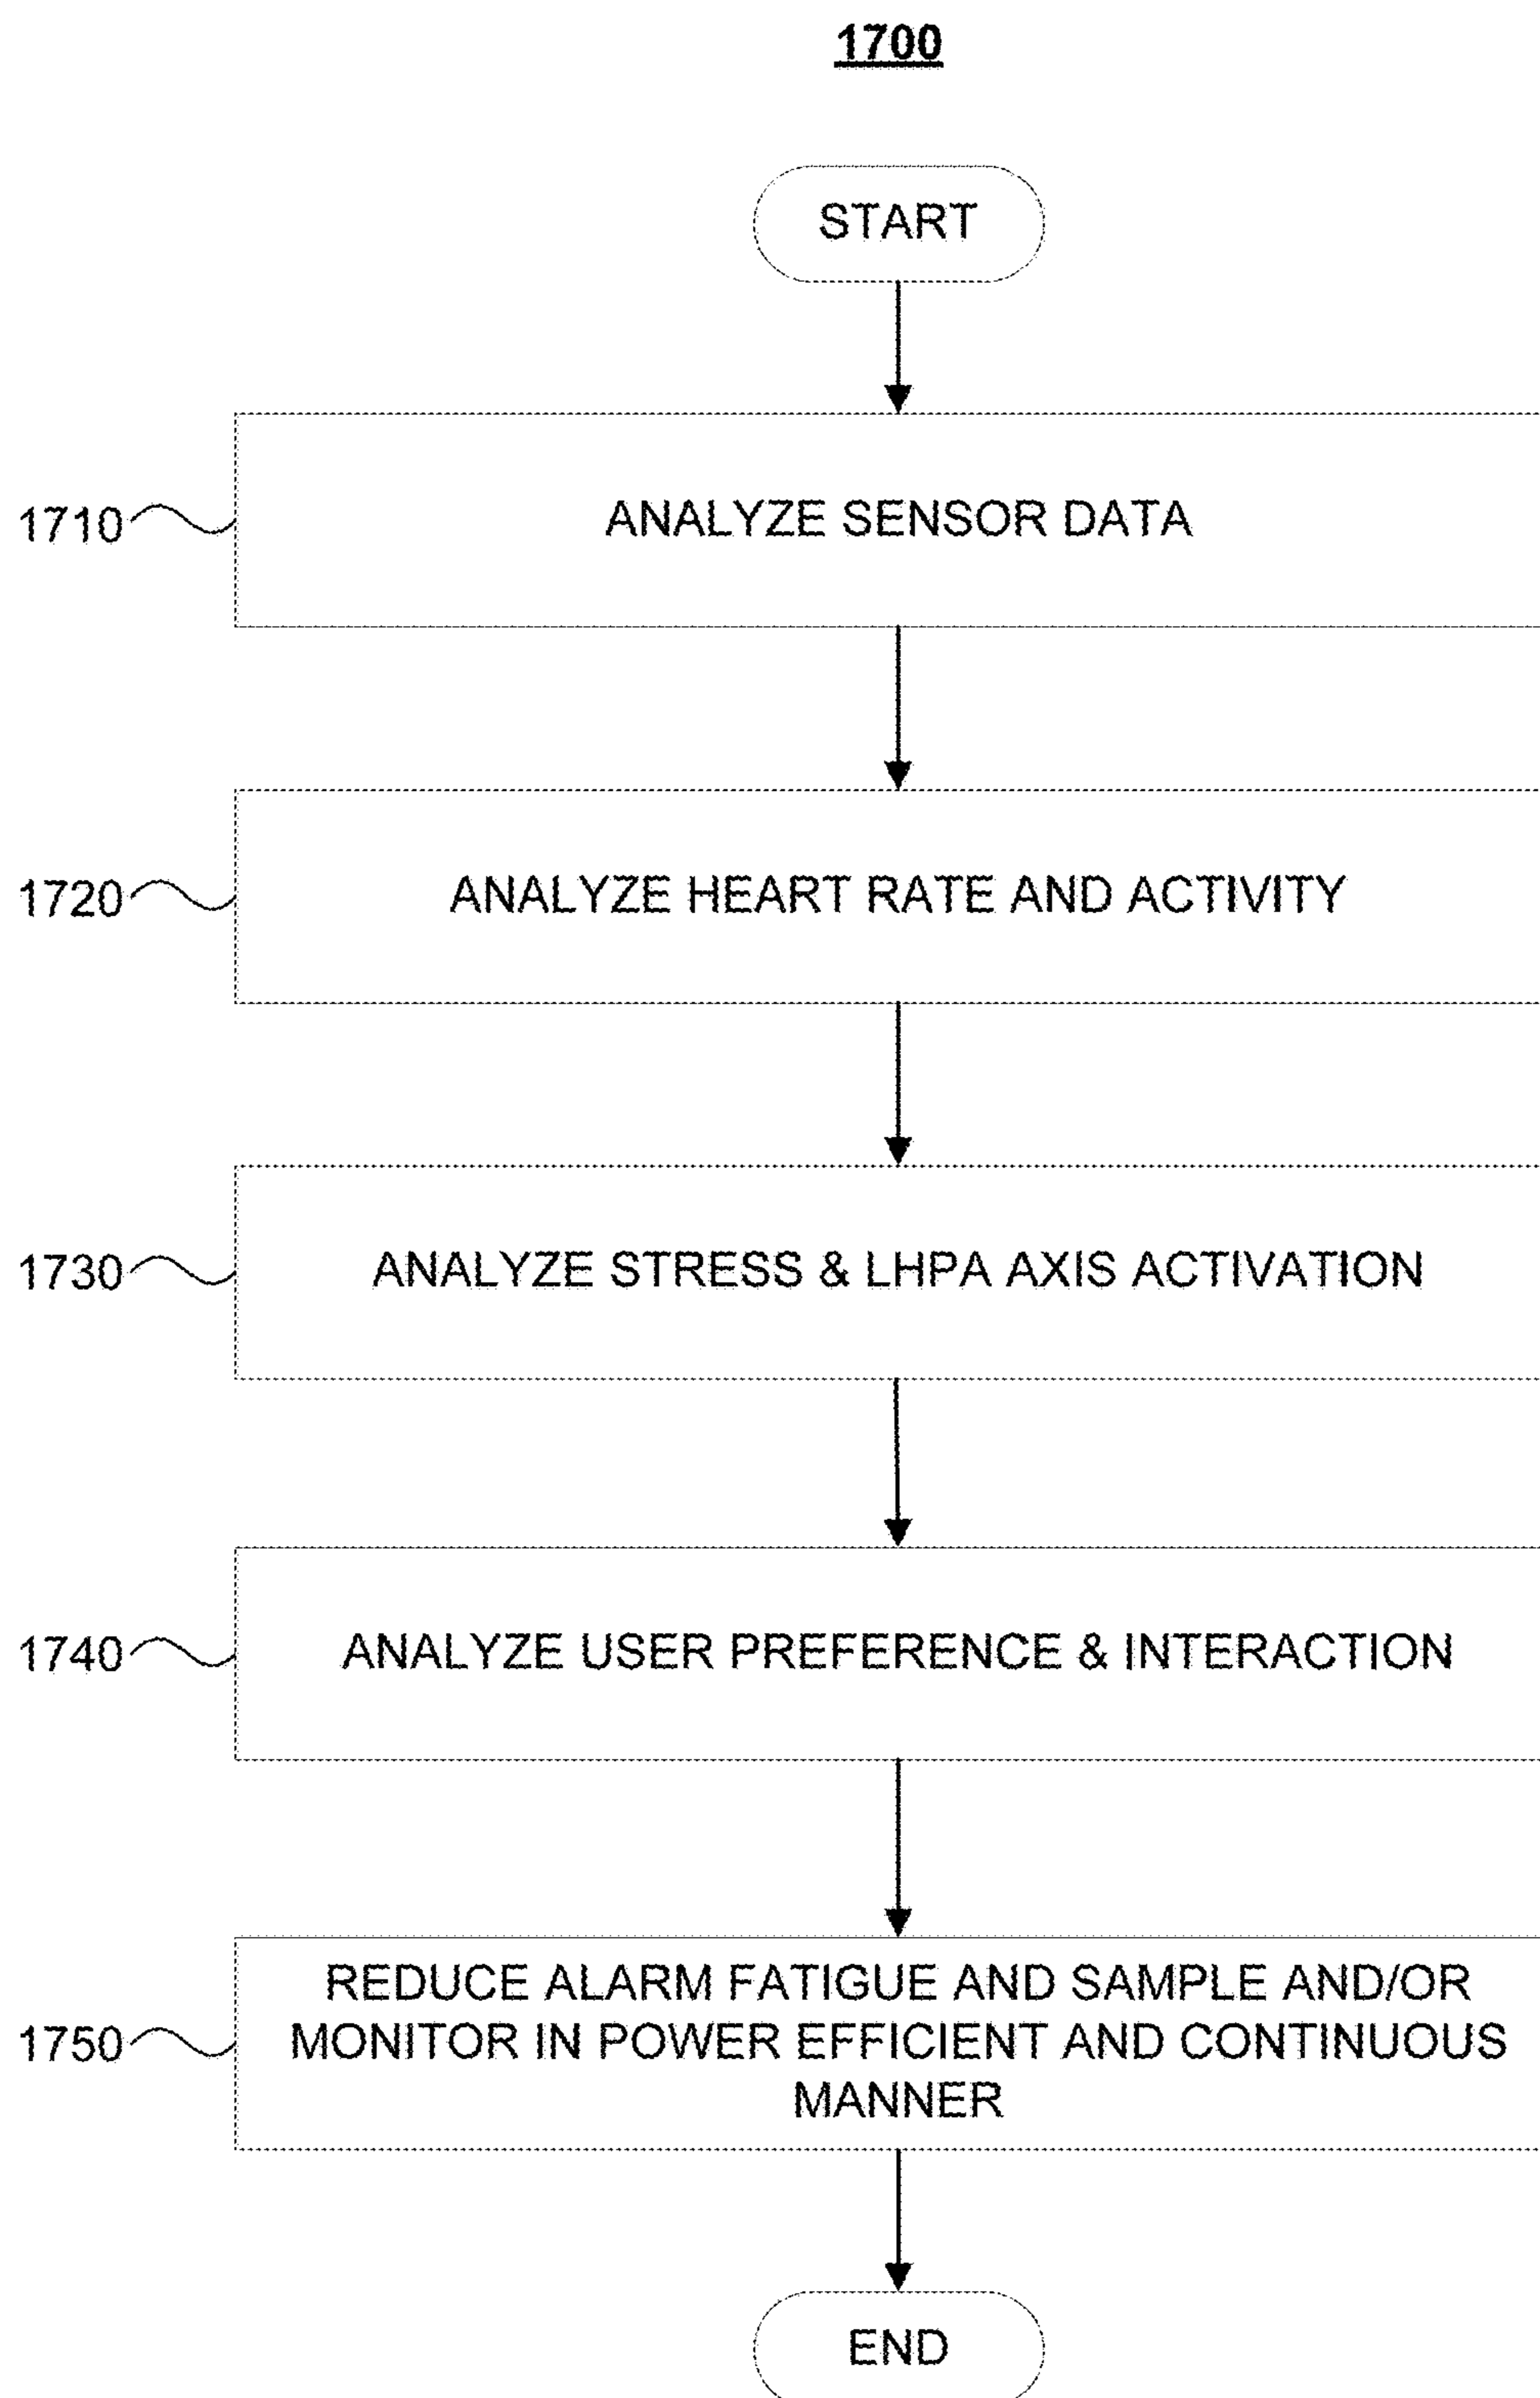 1700
START
1710
ANALYZE SENSOR DATA
1720
ANALYZE HEART RATE AND ACTIVITY
1730
ANALYZE STRESS & LHPA AXIS ACTIVATION
1740
ANALYZE USER PREFERENCE & INTERACTION
1750
REDUCE ALARM FATIGUE AND SAMPLE AND/OR
MONITOR IN POWER EFFICIENT AND CONTINUOUS
MANNER
END